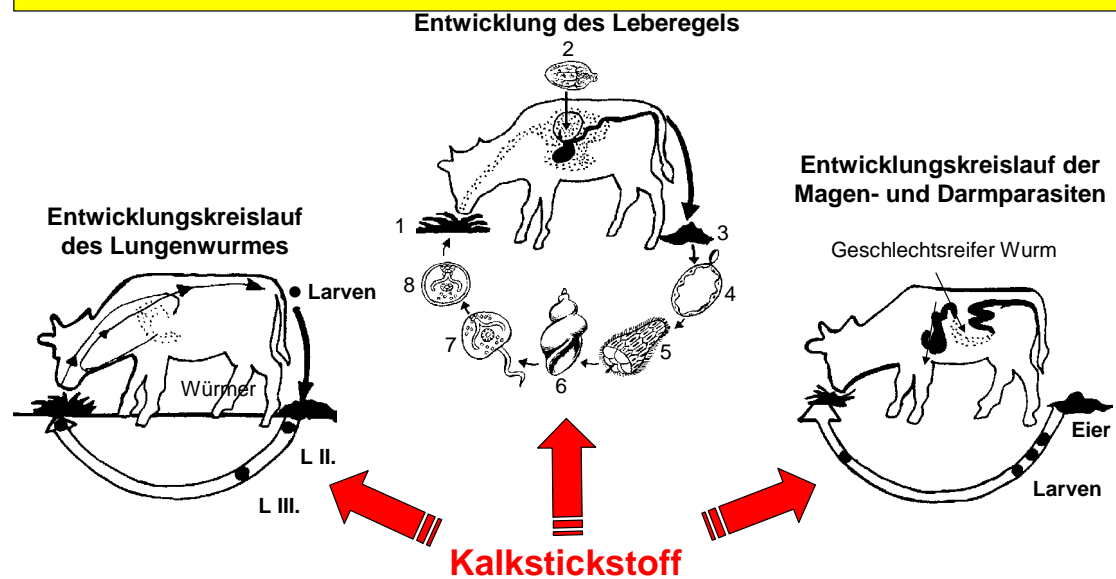 Entwicklung des Leberegels
2
1
3
4
5
6
7
8
Entwicklungskreislauf
des Lungenwurmes
Larven
Würmer
L II.
L III.
Entwicklungskreislauf der
Magen- und Darmparasiten
Geschlechtsreifer Wurm
Eier
Larven
Kalkstickstoff